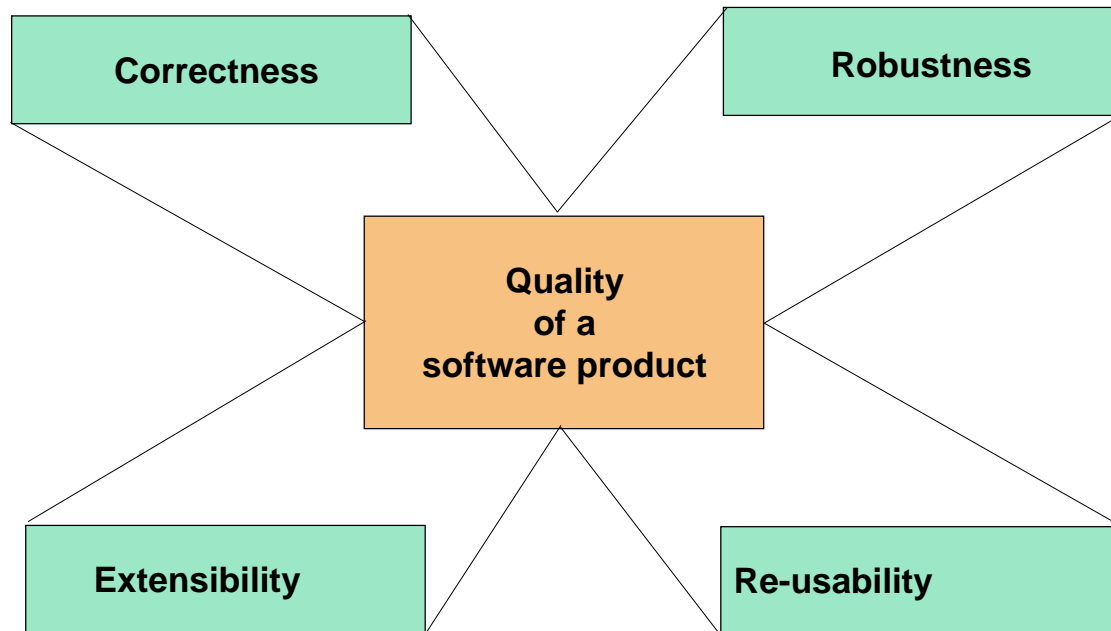 Correctness
Robustness
Quality
of a
software product
Extensibility
Re-usability